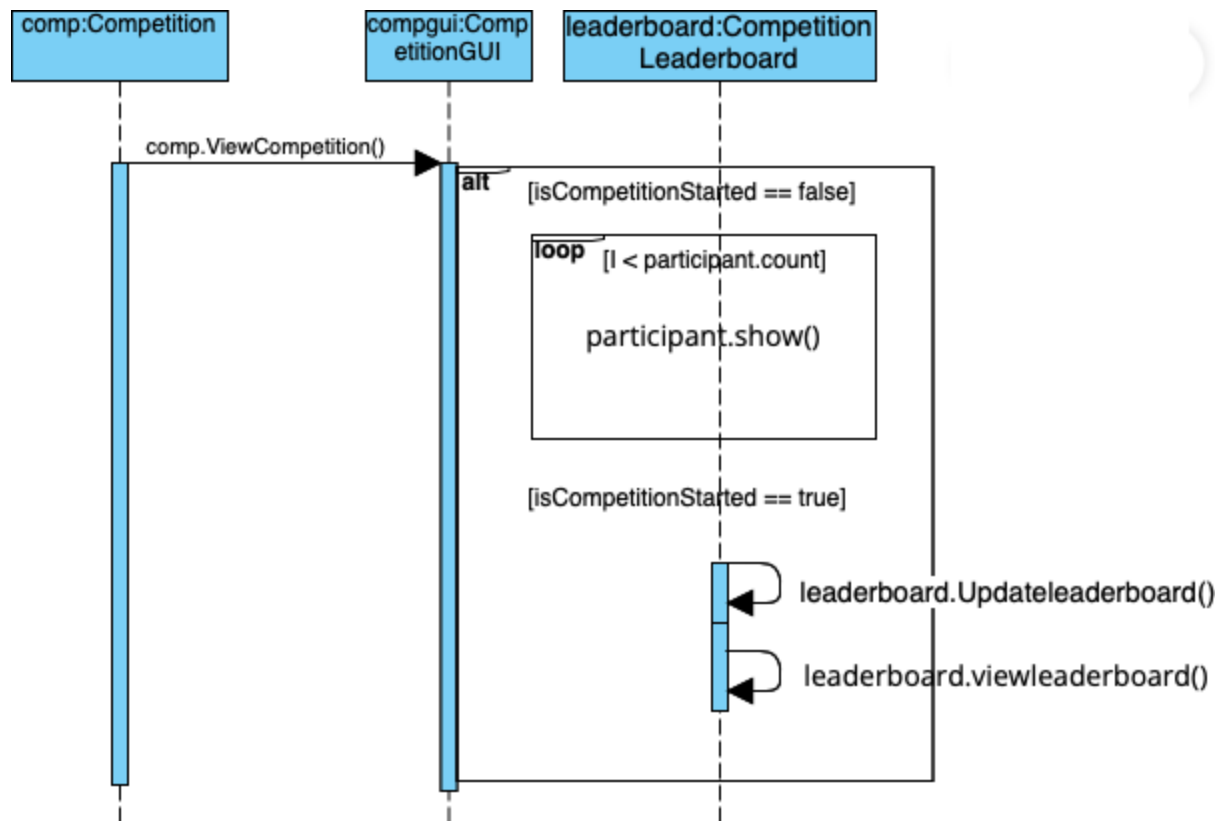 comp:Competition
compgui:Comp
etitionGUI
leaderboard:Competition
Leaderboard
comp.ViewCompetition()
alt
[isCompetitionStarted == false]
loop
[I < participant.count]
participant.show()
[isCompetitionStarted == true]
leaderboard.Updateleaderboard()
leaderboard.viewleaderboard()